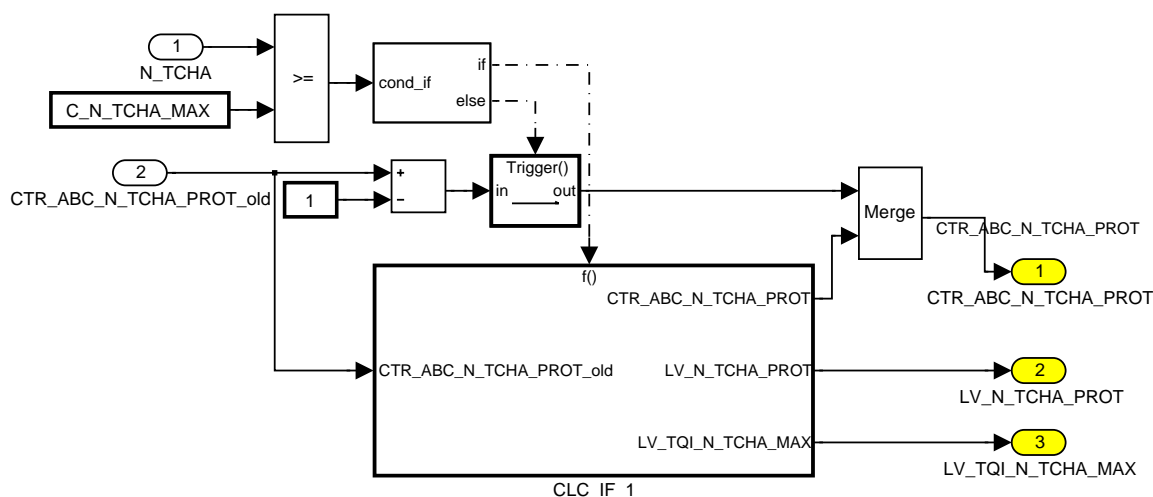 1
N_TCHA
C_N_TCHA_MAX
>=
cond_if
if
else
2
CTR_ABC_N_TCHA_PROT_old
1
+
−
Trigger()
in
out
Merge
CTR_ABC_N_TCHA_PROT
1
CTR_ABC_N_TCHA_PROT
f()
CTR_ABC_N_TCHA_PROT
CTR_ABC_N_TCHA_PROT_old
LV_N_TCHA_PROT
2
LV_N_TCHA_PROT
LV_TQI_N_TCHA_MAX
3
LV_TQI_N_TCHA_MAX
CLC_IF_1